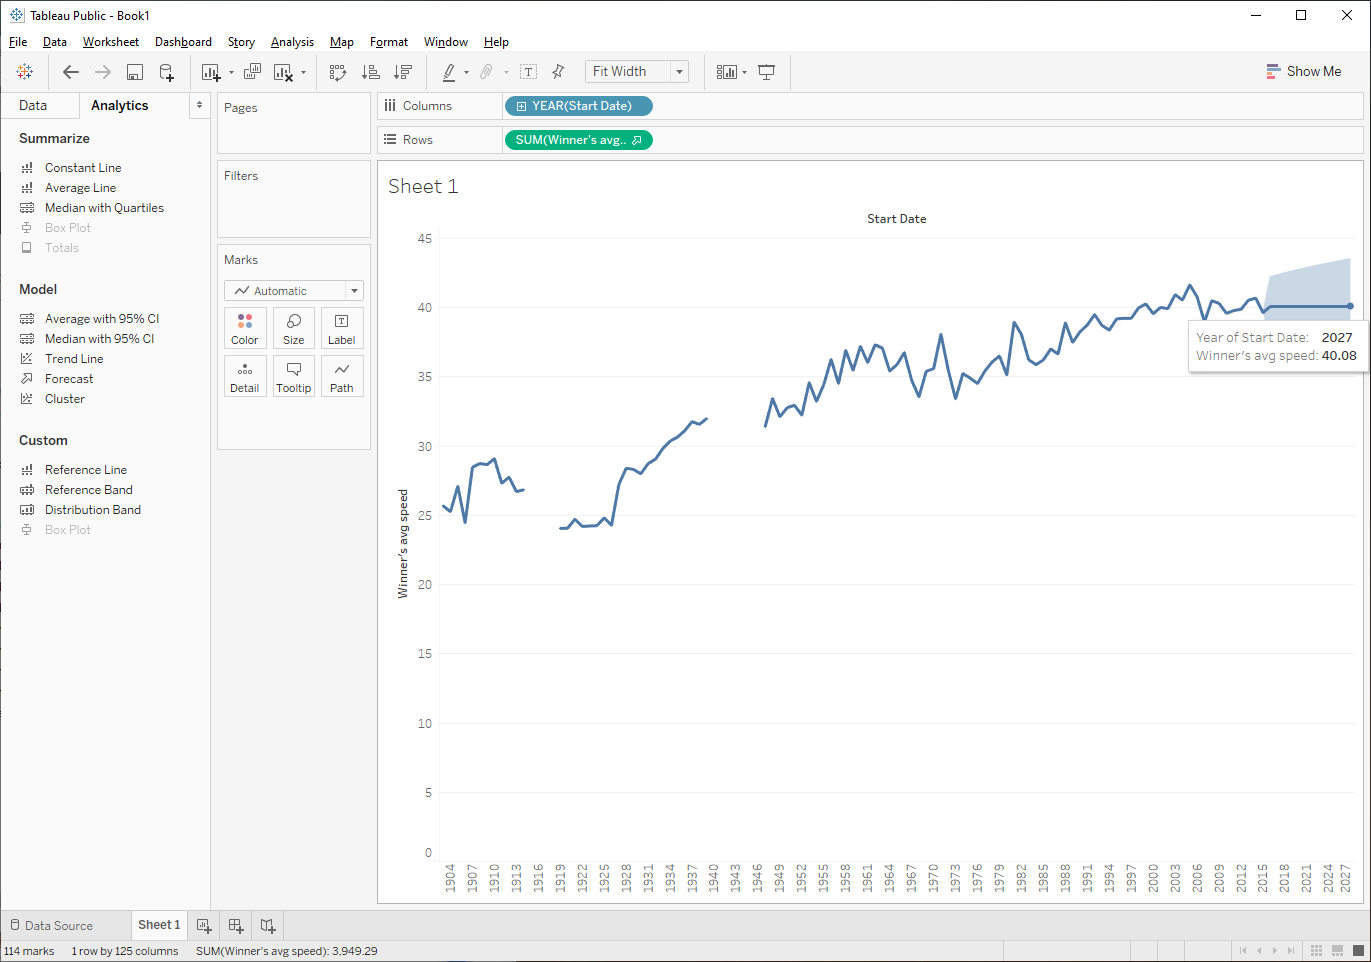 Tableau Public - Book1
File Data Worksheet Dashboard Story Analysis Map Format Window Help
Fit Width
Show Me
Data Analytics
Summarize
Constant Line
Average Line
Median with Quartiles
Box Plot
Totals
Model
Average with 95% CI
Median with 95% CI
Trend Line
Forecast
Cluster
Custom
Reference Line
Reference Band
Distribution Band
Box Plot
Pages
Filters
Marks
Automatic
Color Size Label
Detail Tooltip Path
Columns YEAR(Start Date)
Rows SUM(Winner's avg..
Sheet 1
Start Date
45
40
35
30
25
20
15
10
5
0
Winner's avg speed
Year of Start Date: 2027
Winner's avg speed: 40.08
1904 1907 1910 1913 1916 1919 1922 1925 1928 1931 1934 1937 1940 1943 1946 1949 1952 1955 1958 1961 1964 1967 1970 1973 1976 1979 1982 1985 1988 1991 1994 1997 2000 2003 2006 2009 2012 2015 2018 2021 2024 2027
Data Source Sheet 1
114 marks 1 row by 125 columns SUM(Winner's avg speed): 3,949.29